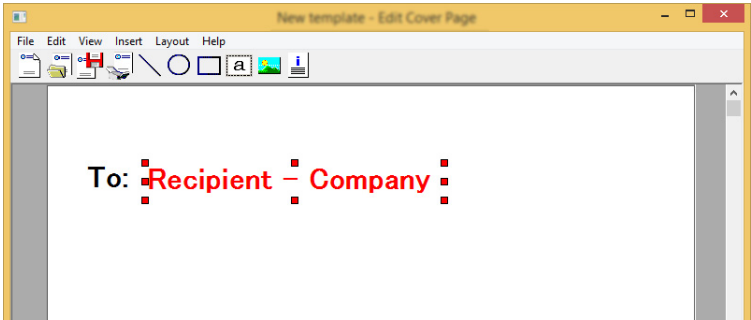 New template - Edit Cover Page
File Edit View Insert Layout Help
a
i
To: Recipient - Company